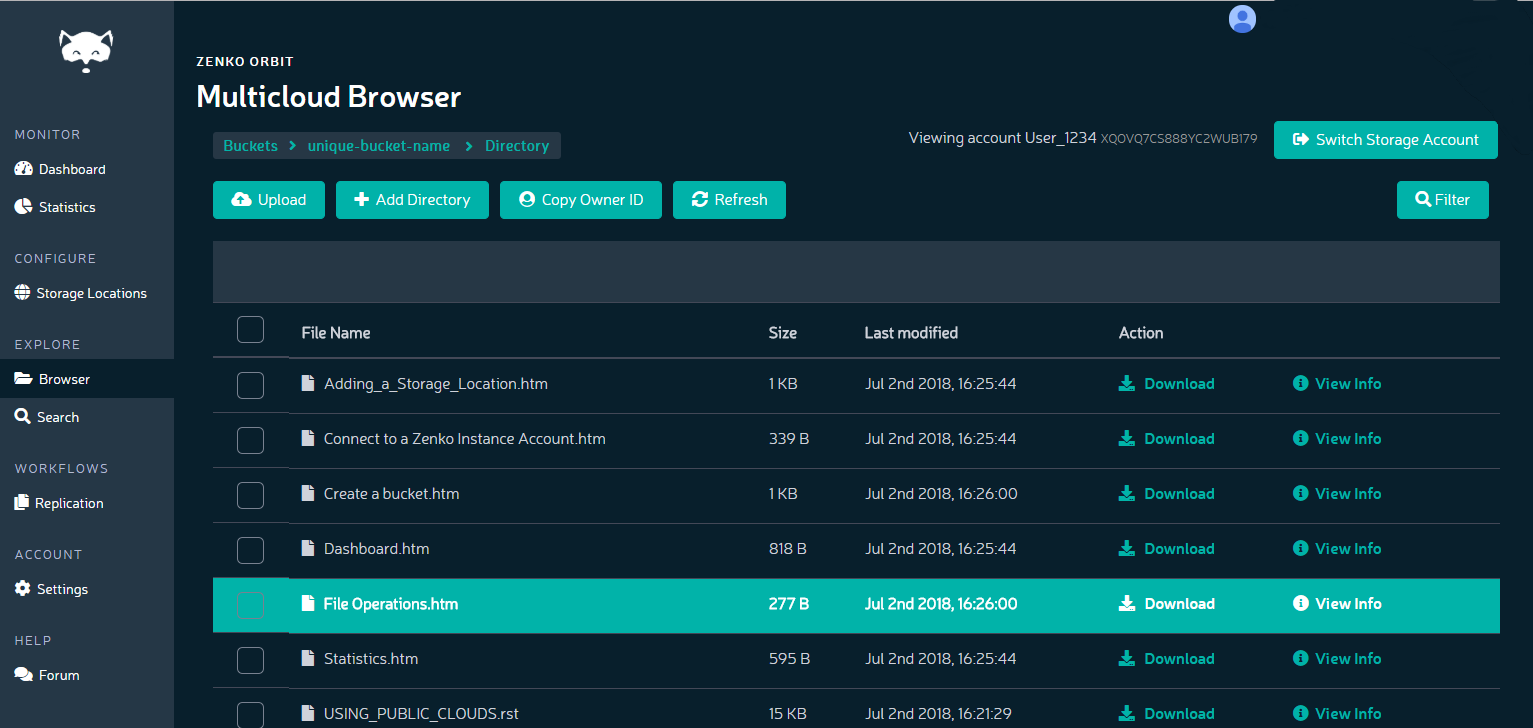 ZENKO ORBIT
Multicloud Browser
MONITOR
Dashboard
Statistics
CONFIGURE
Storage Locations
EXPLORE
Browser
Search
WORKFLOWS
Replication
ACCOUNT
Settings
HELP
Forum
Buckets > unique-bucket-name > Directory
Viewing account User_1234 XQOVQ7CS888YC2WUB179
Switch Storage Account
Upload Add Directory Copy Owner ID Refresh Filter
File Name Size Last modified Action
Adding_a_Storage_Location.htm 1 KB Jul 2nd 2018, 16:25:44 Download View Info
Connect to a Zenko Instance Account.htm 339 B Jul 2nd 2018, 16:25:44 Download View Info
Create a bucket.htm 1 KB Jul 2nd 2018, 16:26:00 Download View Info
Dashboard.htm 818 B Jul 2nd 2018, 16:25:44 Download View Info
File Operations.htm 277 B Jul 2nd 2018, 16:26:00 Download View Info
Statistics.htm 595 B Jul 2nd 2018, 16:25:44 Download View Info
USING_PUBLIC_CLOUDS.rst 15 KB Jul 2nd 2018, 16:21:29 Download View Info